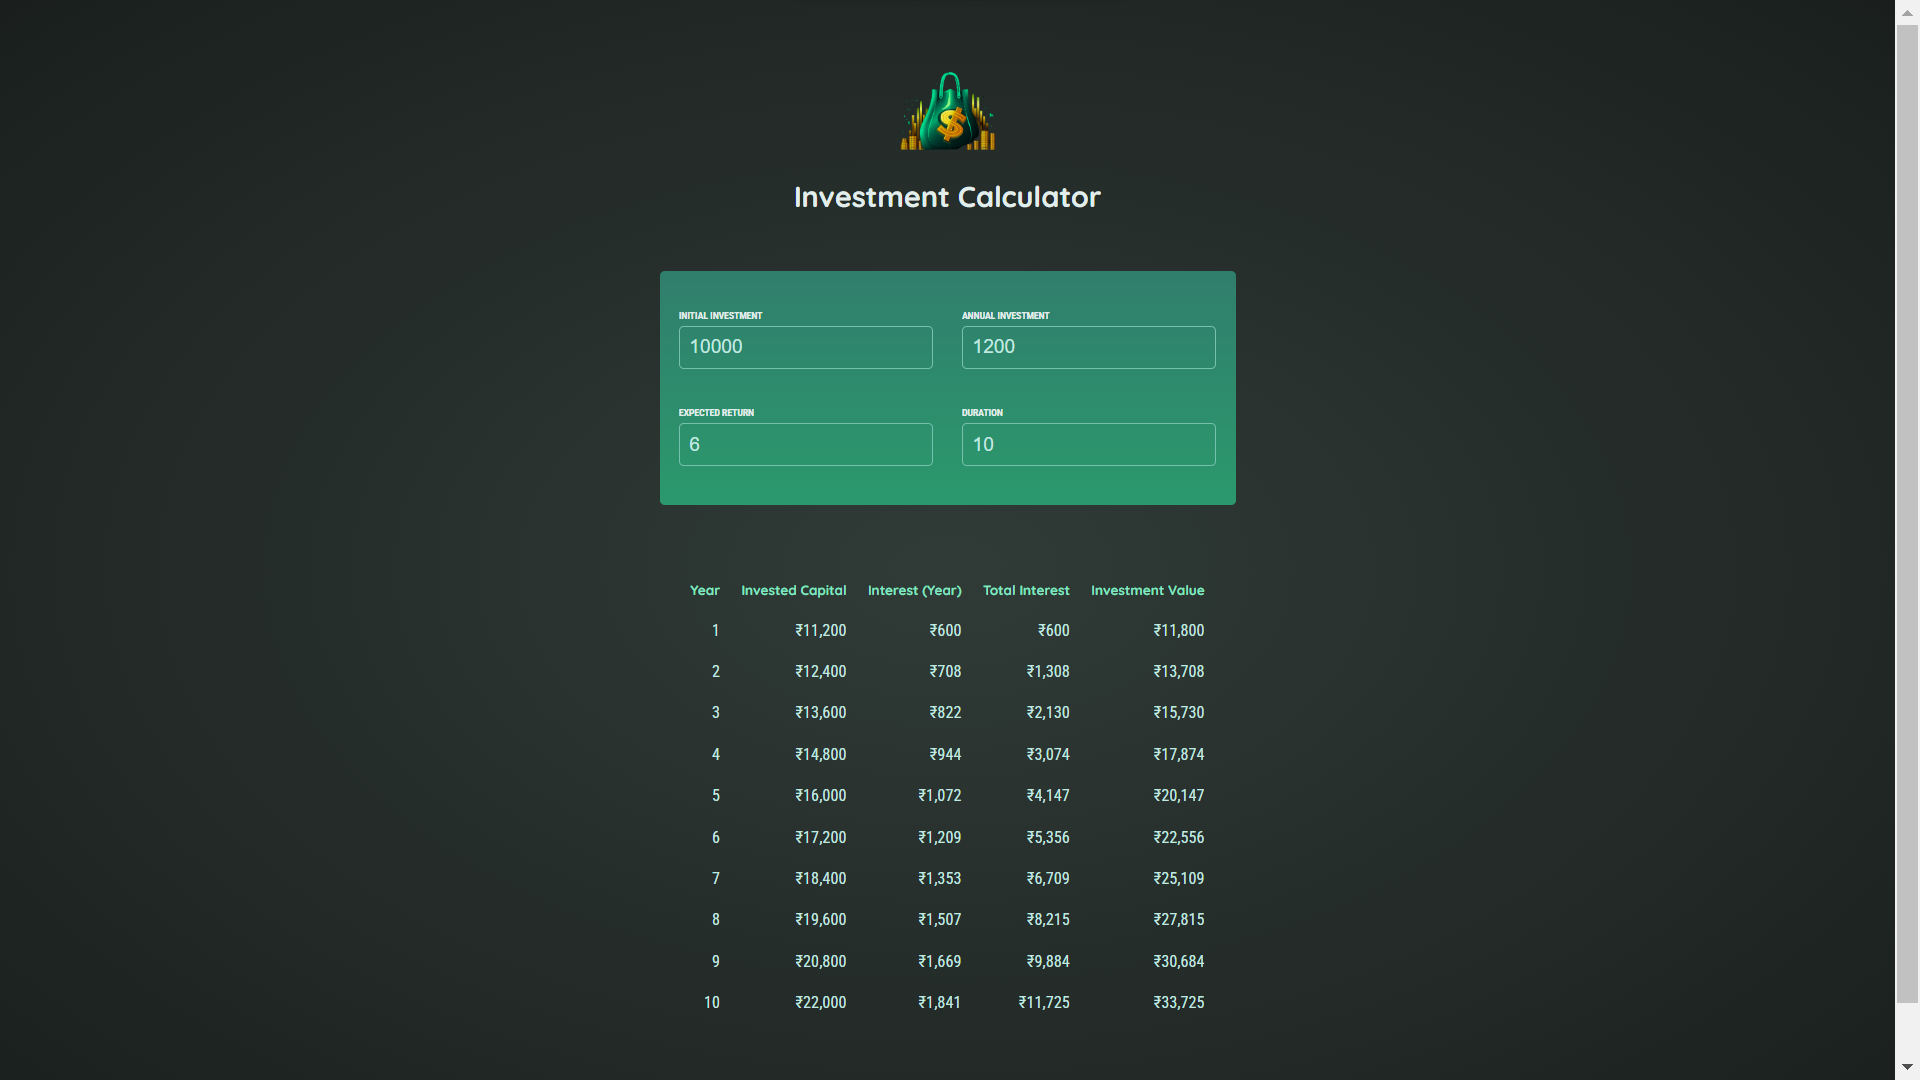 $
Investment Calculator
INITIAL INVESTMENT ANNUAL INVESTMENT
10000 1200
EXPECTED RETURN DURATION
6 10
Year Invested Capital Interest (Year) Total Interest Investment Value
1 ₹11,200 ₹600 ₹600 ₹11,800
2 ₹12,400 ₹708 ₹1,308 ₹13,708
3 ₹13,600 ₹822 ₹2,130 ₹15,730
4 ₹14,800 ₹944 ₹3,074 ₹17,874
5 ₹16,000 ₹1,072 ₹4,147 ₹20,147
6 ₹17,200 ₹1,209 ₹5,356 ₹22,556
7 ₹18,400 ₹1,353 ₹6,709 ₹25,109
8 ₹19,600 ₹1,507 ₹8,215 ₹27,815
9 ₹20,800 ₹1,669 ₹9,884 ₹30,684
10 ₹22,000 ₹1,841 ₹11,725 ₹33,725